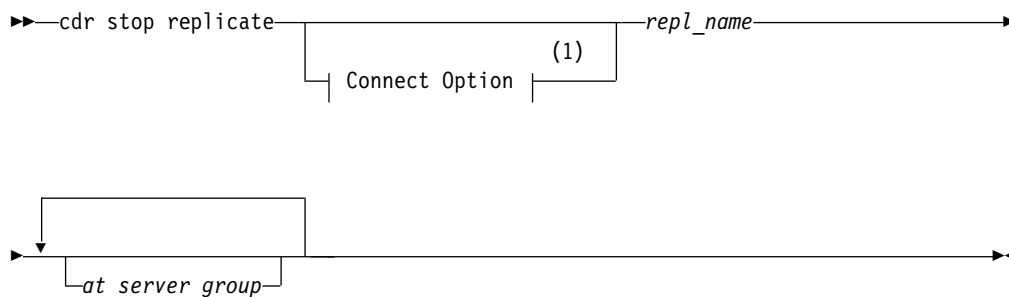 cdr stop replicate repl_name
(1)
Connect Option
at server group